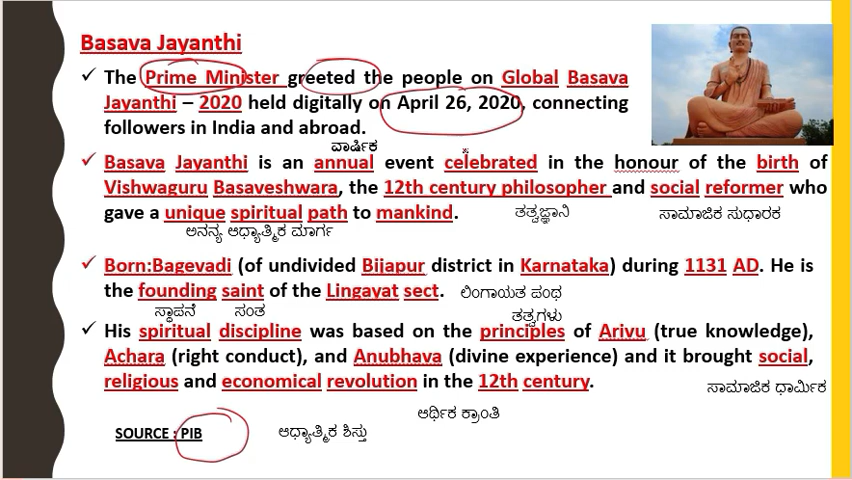 Basava Jayanthi
✓ The Prime Minister greeted the people on Global Basava
Jayanthi – 2020 held digitally on April 26, 2020, connecting
followers in India and abroad.
ವಾರ್ಷಿಕ
✓ Basava Jayanthi is an annual event celebrated in the honour of the birth of
Vishwaguru Basaveshwara, the 12th century philosopher and social reformer who
gave a unique spiritual path to mankind. ತತ್ವಜ್ಞಾನಿ ಸಾಮಾಜಿಕ ಸುಧಾರಕ
ಅನನ್ಯ ಆಧ್ಯಾತ್ಮಿಕ ಮಾರ್ಗ
✓ Born:Bagevadi (of undivided Bijapur district in Karnataka) during 1131 AD. He is
the founding saint of the Lingayat sect. ಲಿಂಗಾಯತ ಪಂಥ
ಸ್ಥಾಪನೆ ಸಂತ ತತ್ವಗಳು
✓ His spiritual discipline was based on the principles of Arivu (true knowledge),
Achara (right conduct), and Anubhava (divine experience) and it brought social,
religious and economical revolution in the 12th century.
ಸಾಮಾಜಿಕ ಧಾರ್ಮಿಕ
ಆರ್ಥಿಕ ಕ್ರಾಂತಿ
SOURCE : PIB ಆಧ್ಯಾತ್ಮಿಕ ಶಿಸ್ತು